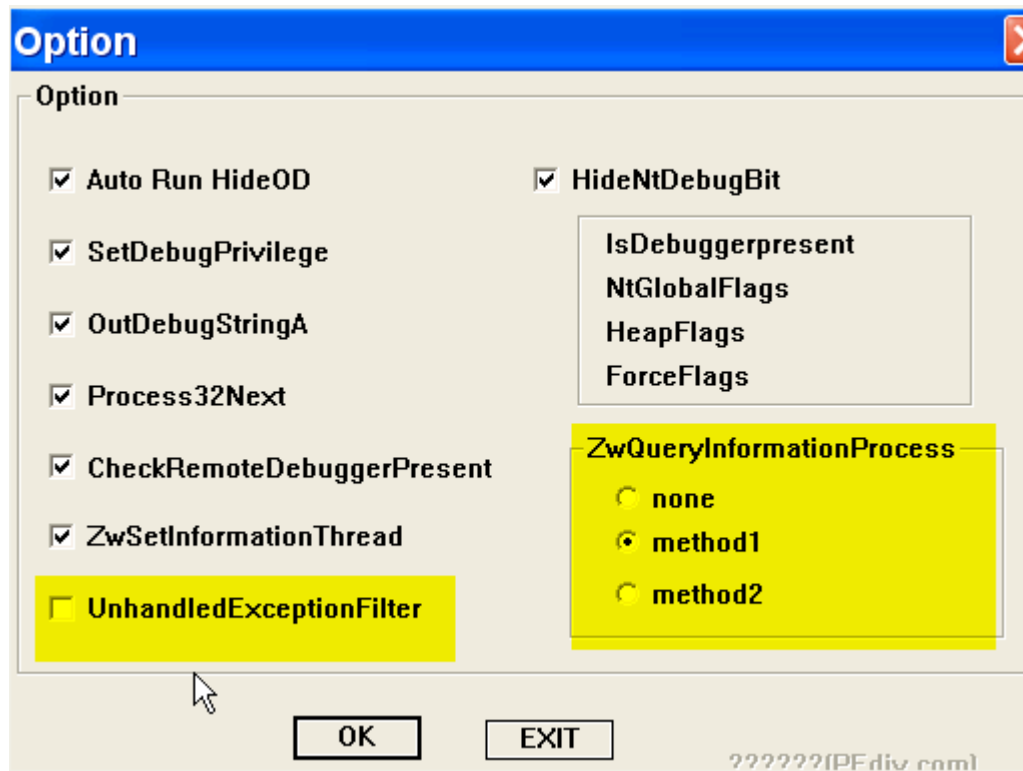 Option
Option
Auto Run HideOD
SetDebugPrivilege
OutDebugStringA
Process32Next
CheckRemoteDebuggerPresent
ZwSetInformationThread
UnhandledExceptionFilter
HideNtDebugBit
IsDebuggerpresent
NtGlobalFlags
HeapFlags
ForceFlags
ZwQueryInformationProcess
none
method1
method2
OK
EXIT